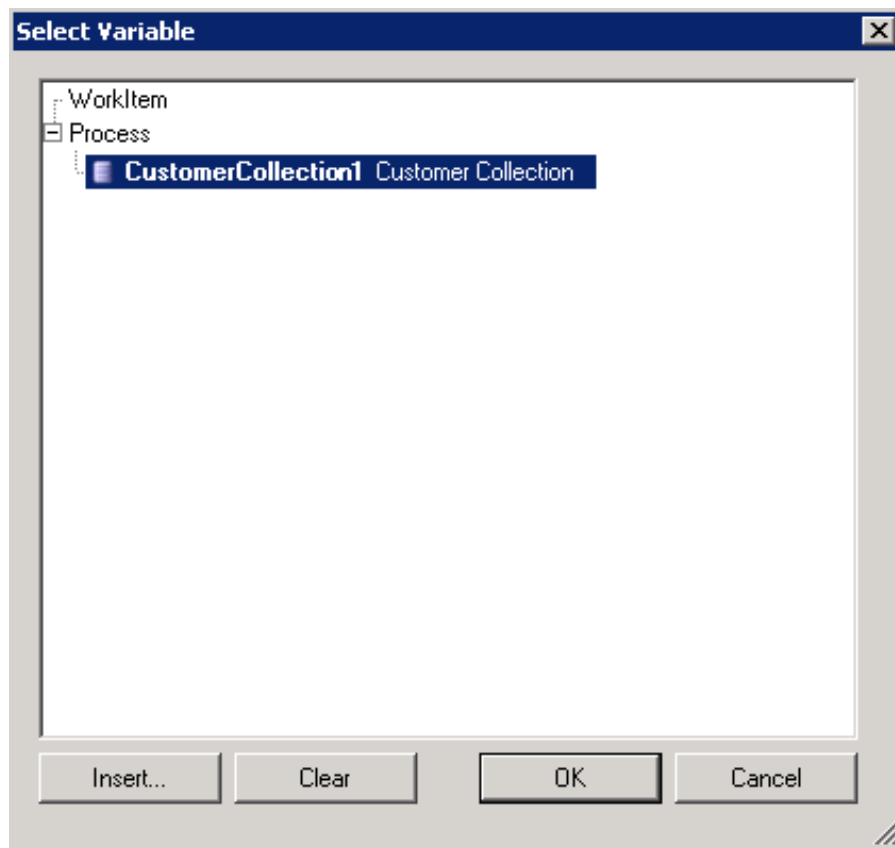 Select Variable
WorkItem
Process
CustomerCollection1 Customer Collection
Insert... Clear OK Cancel